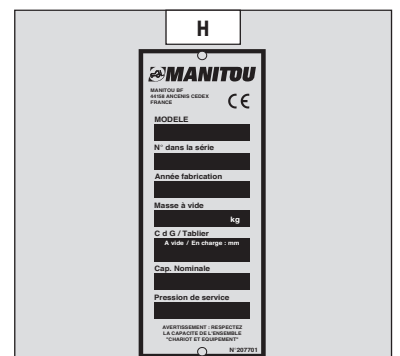 H
MANITOU
MANITOU BF
44158 ANCENIS CEDEX
FRANCE
CE
MODELE
N° dans la série
Année fabrication
Masse à vide
kg
C d G / Tablier
A vide / En charge : mm
Cap. Nominale
Pression de service
AVERTISSEMENT : RESPECTEZ
LA CAPACITE DE L'ENSEMBLE
"CHARIOT ET EQUIPEMENT"
N°207701